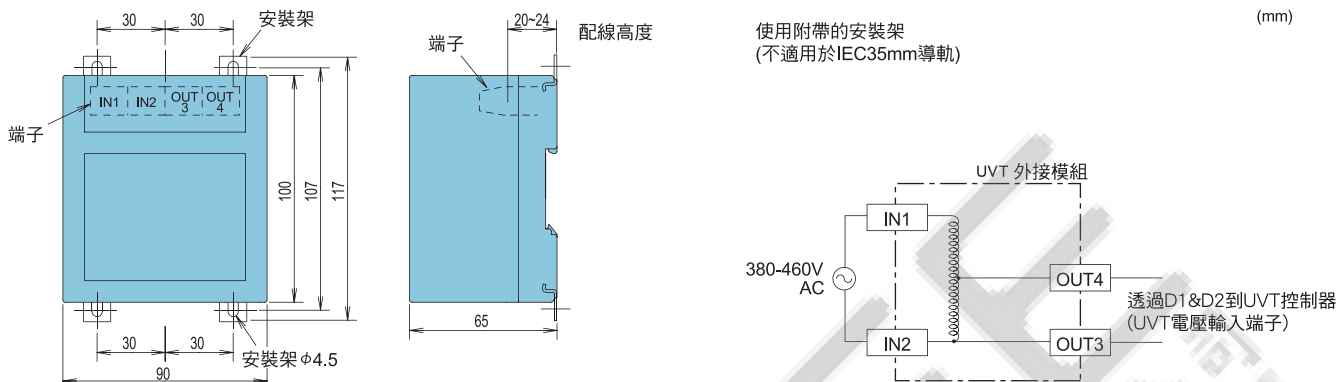 30
30
安裝架
端子
IN1
IN2
OUT
3
OUT
4
100
107
117
30
30
安裝架φ4.5
90
20~24
配線高度
端子
65
(mm)
使用附帶的安裝架
(不適用於IEC35mm導軌)
UVT 外接模組
IN1
380-460V
AC
IN2
OUT4
OUT3
透過D1&D2到UVT控制器
(UVT電壓輸入端子)